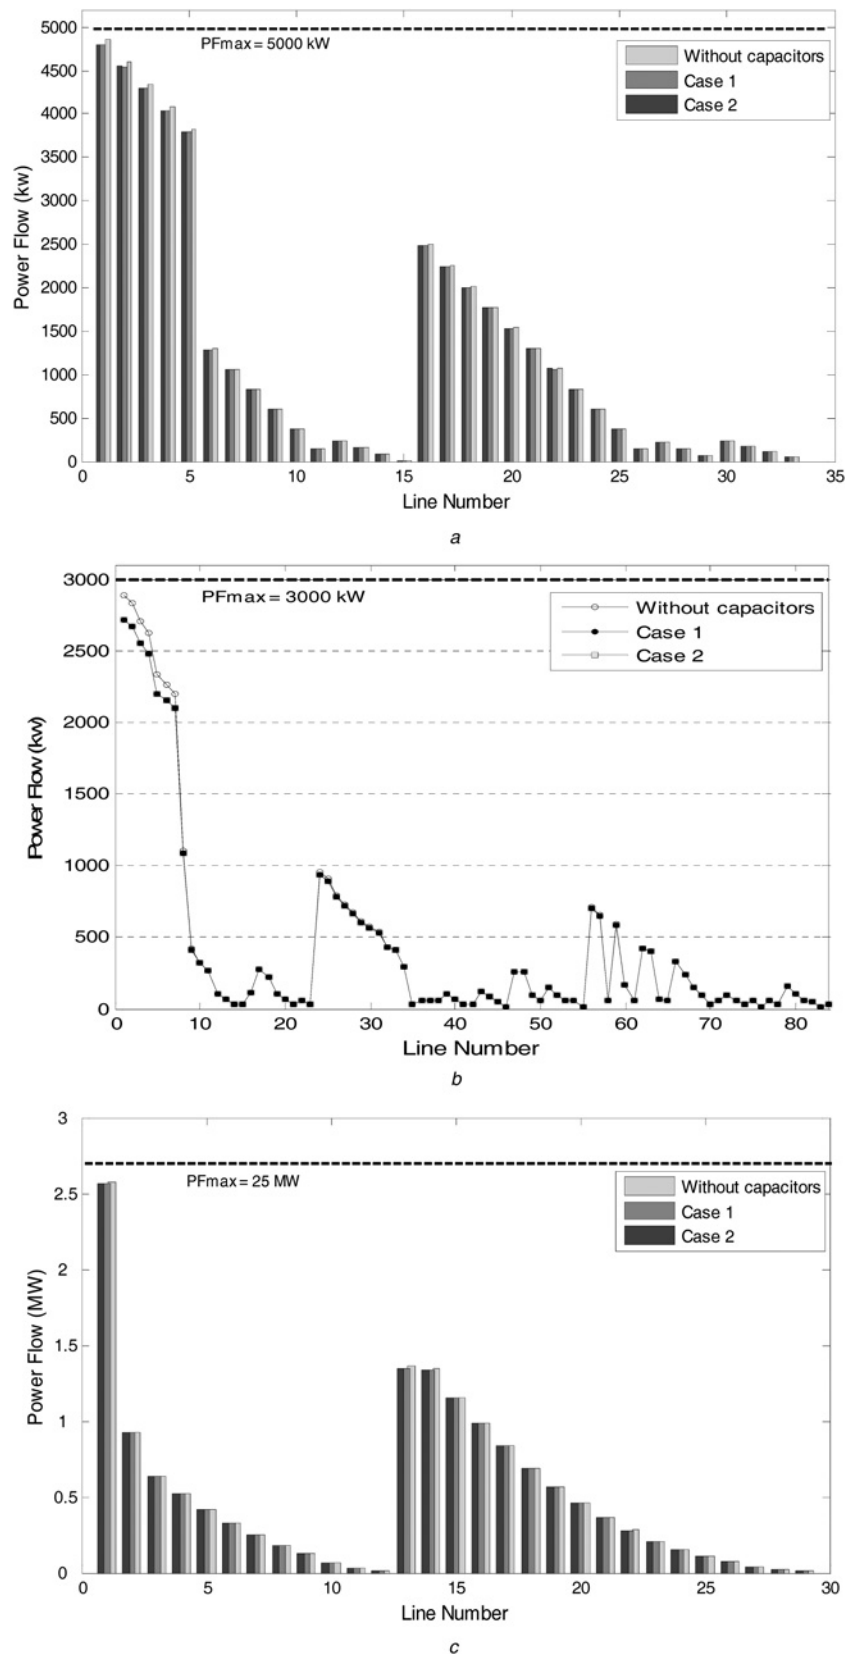 5000
4500
4000
3500
3000
2500
2000
1500
1000
500
0
Power Flow (kw)
PFmax = 5000 kW
Without capacitors
Case 1
Case 2
0 5 10 15 20 25 30 35
Line Number
a
3000
2500
2000
1500
1000
500
0
Power Flow (kw)
PFmax = 3000 kW
Without capacitors
Case 1
Case 2
0 10 20 30 40 50 60 70 80
Line Number
b
3
2.5
2
1.5
1
0.5
0
Power Flow (MW)
PFmax = 25 MW
Without capacitors
Case 1
Case 2
0 5 10 15 20 25 30
Line Number
c